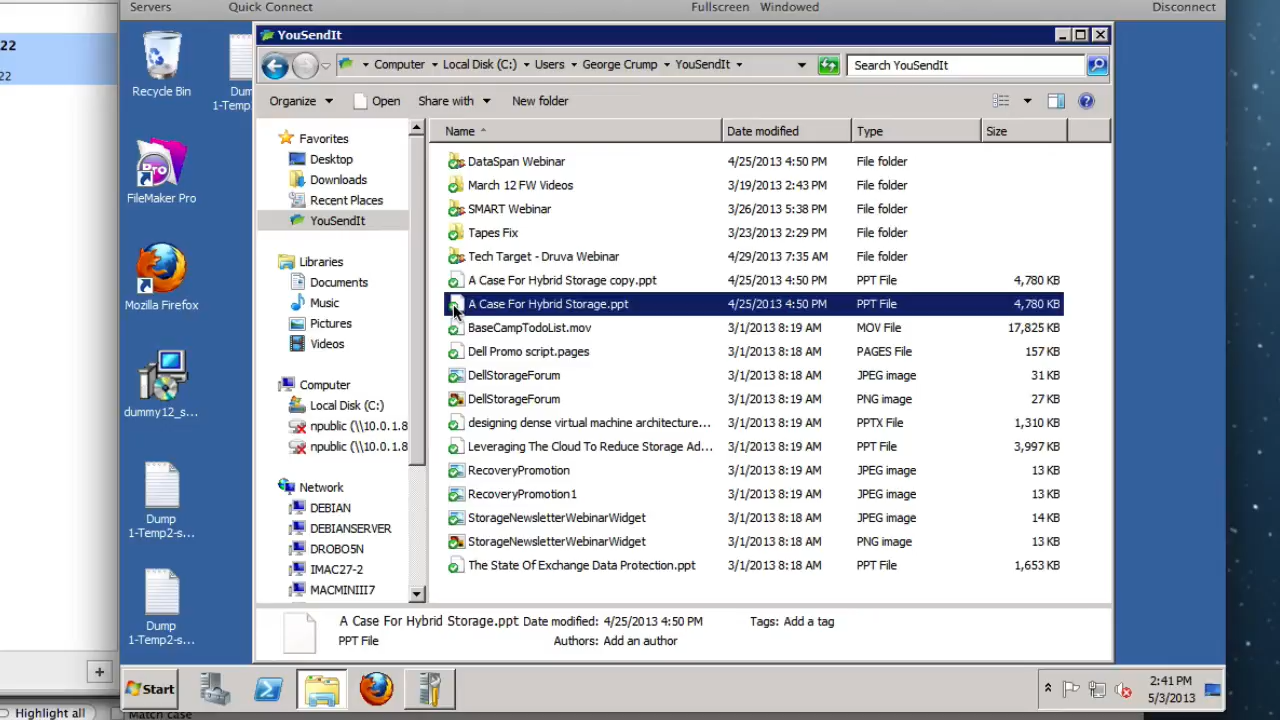 Servers Quick Connect Fullscreen Windowed Disconnect
22
22
Recycle Bin
Dum
1-Temp
FileMaker Pro
Mozilla Firefox
dummy12_s...
Dump
1-Temp2-s...
Dump
1-Temp2-s...
YouSendIt
Computer Local Disk (C:) Users George Crump YouSendIt Search YouSendIt
Organize Open Share with New folder
Favorites
Desktop
Downloads
Recent Places
YouSendIt
Libraries
Documents
Music
Pictures
Videos
Computer
Local Disk (C:)
npublic (\\10.0.1.8
npublic (\\10.0.1.8
Network
DEBIAN
DEBIANSERVER
DROBO5N
IMAC27-2
MACMINII7
Name Date modified Type Size
DataSpan Webinar 4/25/2013 4:50 PM File folder
March 12 FW Videos 3/19/2013 2:43 PM File folder
SMART Webinar 3/26/2013 5:38 PM File folder
Tapes Fix 3/23/2013 2:29 PM File folder
Tech Target - Druva Webinar 4/29/2013 7:35 AM File folder
A Case For Hybrid Storage copy.ppt 4/25/2013 4:50 PM PPT File 4,780 KB
A Case For Hybrid Storage.ppt 4/25/2013 4:50 PM PPT File 4,780 KB
BaseCampTodoList.mov 3/1/2013 8:19 AM MOV File 17,825 KB
Dell Promo script.pages 3/1/2013 8:18 AM PAGES File 157 KB
DellStorageForum 3/1/2013 8:18 AM JPEG image 31 KB
DellStorageForum 3/1/2013 8:18 AM PNG image 27 KB
designing dense virtual machine architecture... 3/1/2013 8:18 AM PPTX File 1,310 KB
Leveraging The Cloud To Reduce Storage Ad... 3/1/2013 8:19 AM PPT File 3,997 KB
RecoveryPromotion 3/1/2013 8:19 AM JPEG image 13 KB
RecoveryPromotion1 3/1/2013 8:19 AM JPEG image 13 KB
StorageNewsletterWebinarWidget 3/1/2013 8:18 AM JPEG image 14 KB
StorageNewsletterWebinarWidget 3/1/2013 8:18 AM PNG image 13 KB
The State Of Exchange Data Protection.ppt 3/1/2013 8:18 AM PPT File 1,653 KB
A Case For Hybrid Storage.ppt Date modified: 4/25/2013 4:50 PM Tags: Add a tag
PPT File Authors: Add an author
Start
2:41 PM
5/3/2013
Highlight all Match case